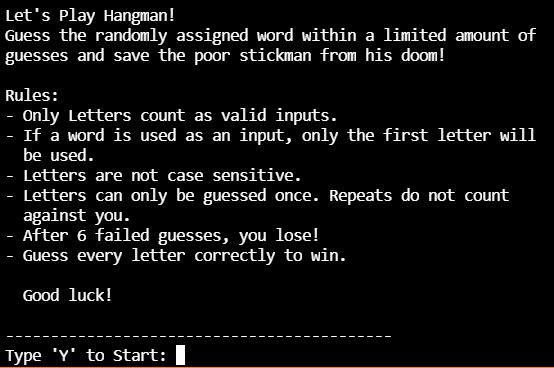 Let's Play Hangman!
Guess the randomly assigned word within a limited amount of
guesses and save the poor stickman from his doom!
Rules:
- Only Letters count as valid inputs.
- If a word is used as an input, only the first letter will
be used.
- Letters are not case sensitive.
- Letters can only be guessed once. Repeats do not count
against you.
- After 6 failed guesses, you lose!
- Guess every letter correctly to win.
Good luck!
-------------------------------------------
Type 'Y' to Start: